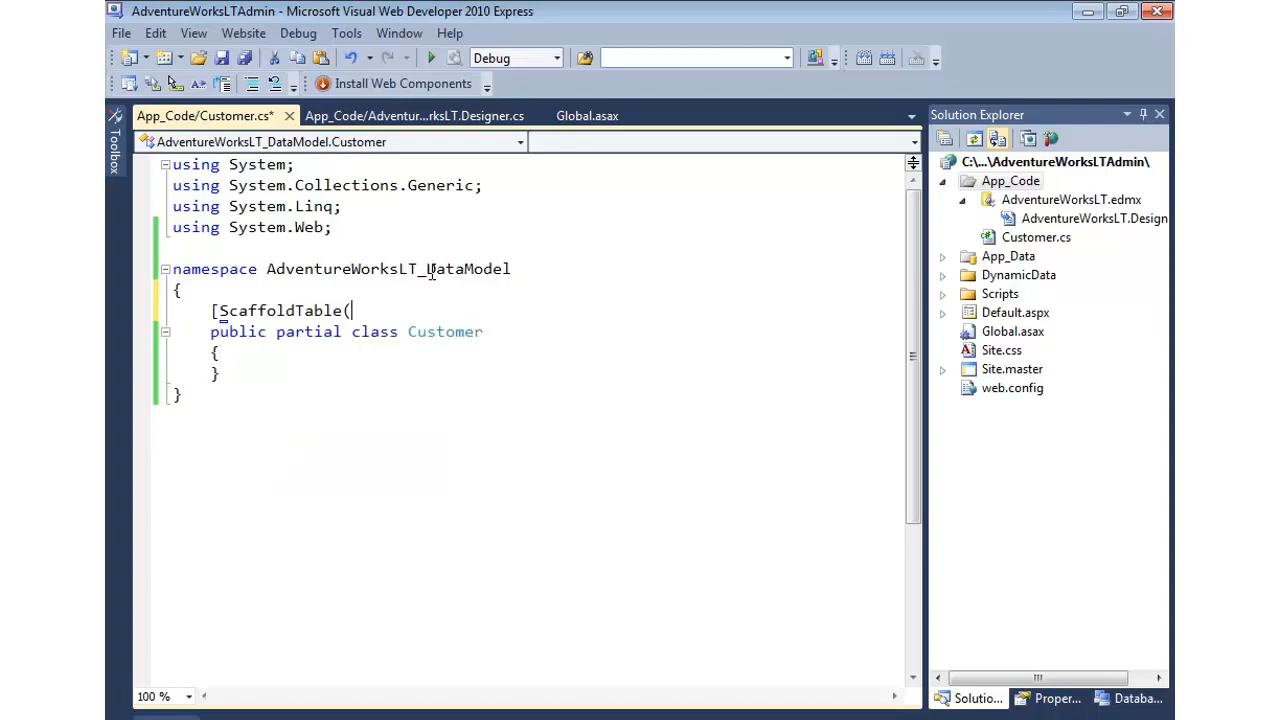 AdventureWorksLTAdmin - Microsoft Visual Web Developer 2010 Express
File Edit View Website Debug Tools Window Help
Debug
Install Web Components
App_Code/Customer.cs* App_Code/Adventur...rksLT.Designer.cs Global.asax
Solution Explorer
Toolbox
AdventureWorksLT_DataModel.Customer
using System;
using System.Collections.Generic;
using System.Linq;
using System.Web;
namespace AdventureWorksLT_DataModel
{
[ScaffoldTable(
public partial class Customer
{
}
}
100 %
C:\...\AdventureWorksLTAdmin\
App_Code
AdventureWorksLT.edmx
AdventureWorksLT.Design
Customer.cs
App_Data
DynamicData
Scripts
Default.aspx
Global.asax
Site.css
Site.master
web.config
Solutio... Proper... Databa...